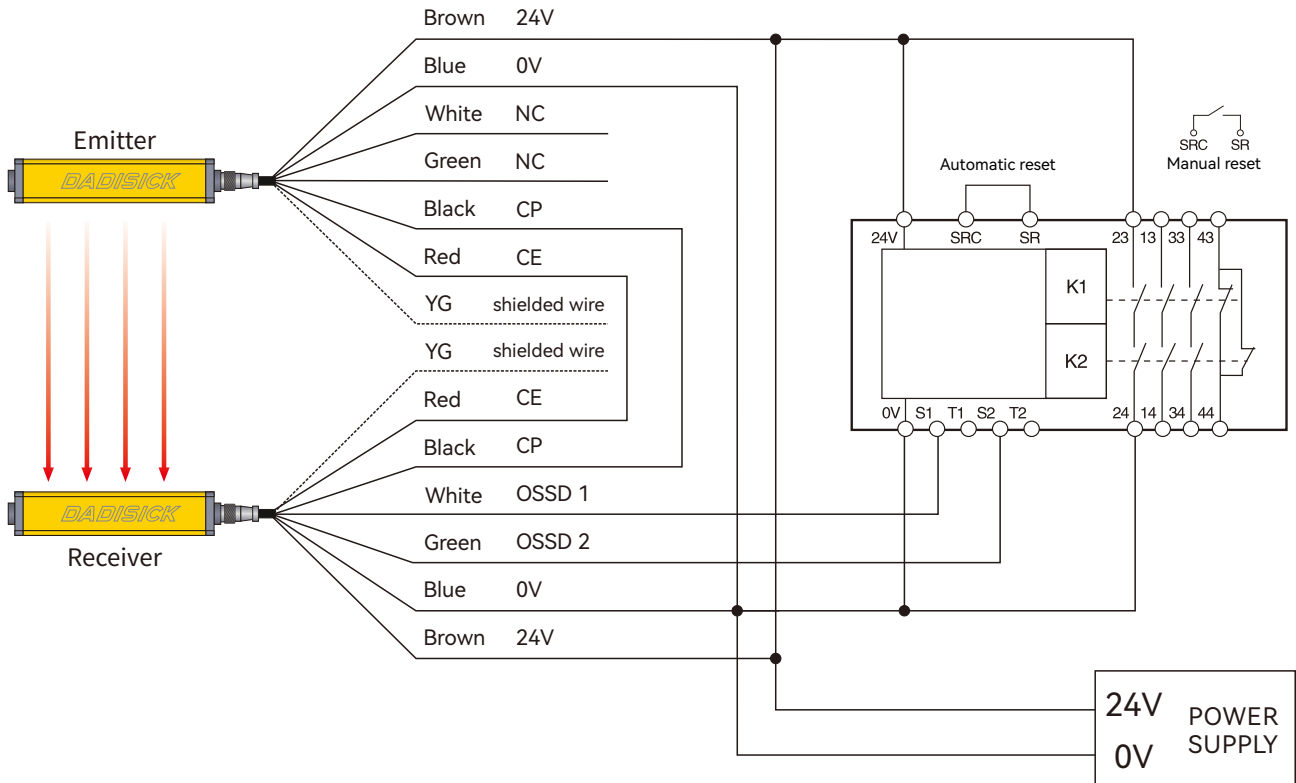 Brown 24V
Blue 0V
White NC
Green NC
Black CP
Red CE
YG shielded wire
YG shielded wire
Red CE
Black CP
White OSSD 1
Green OSSD 2
Blue 0V
Brown 24V
Emitter
DADISICK
DADISICK
Receiver
SRC SR
Manual reset
Automatic reset
24V SRC SR 23 13 33 43
K1
K2
0V S1 T1 S2 T2 24 14 34 44
24V
0V
POWER
SUPPLY